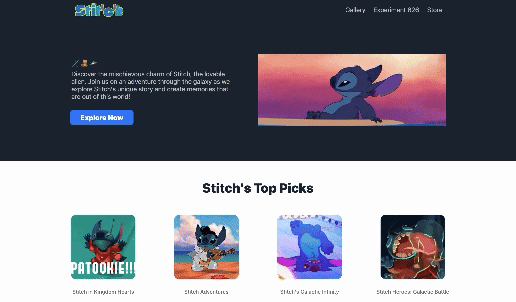 Stitch's
Gallery Experiment 626 Store
Discover the mischievous charm of Stitch, the lovable
alien. Join us on an adventure through the galaxy as we
explore Stitch's unique story and create memories that
are out of this world!
Explore Now
Stitch's Top Picks
PATOOKIE!!!
Stitch in Kingdom Hearts
Stitch Adventures
Stitch's Galactic Infinity
Stitch Heroes: Galactic Battle